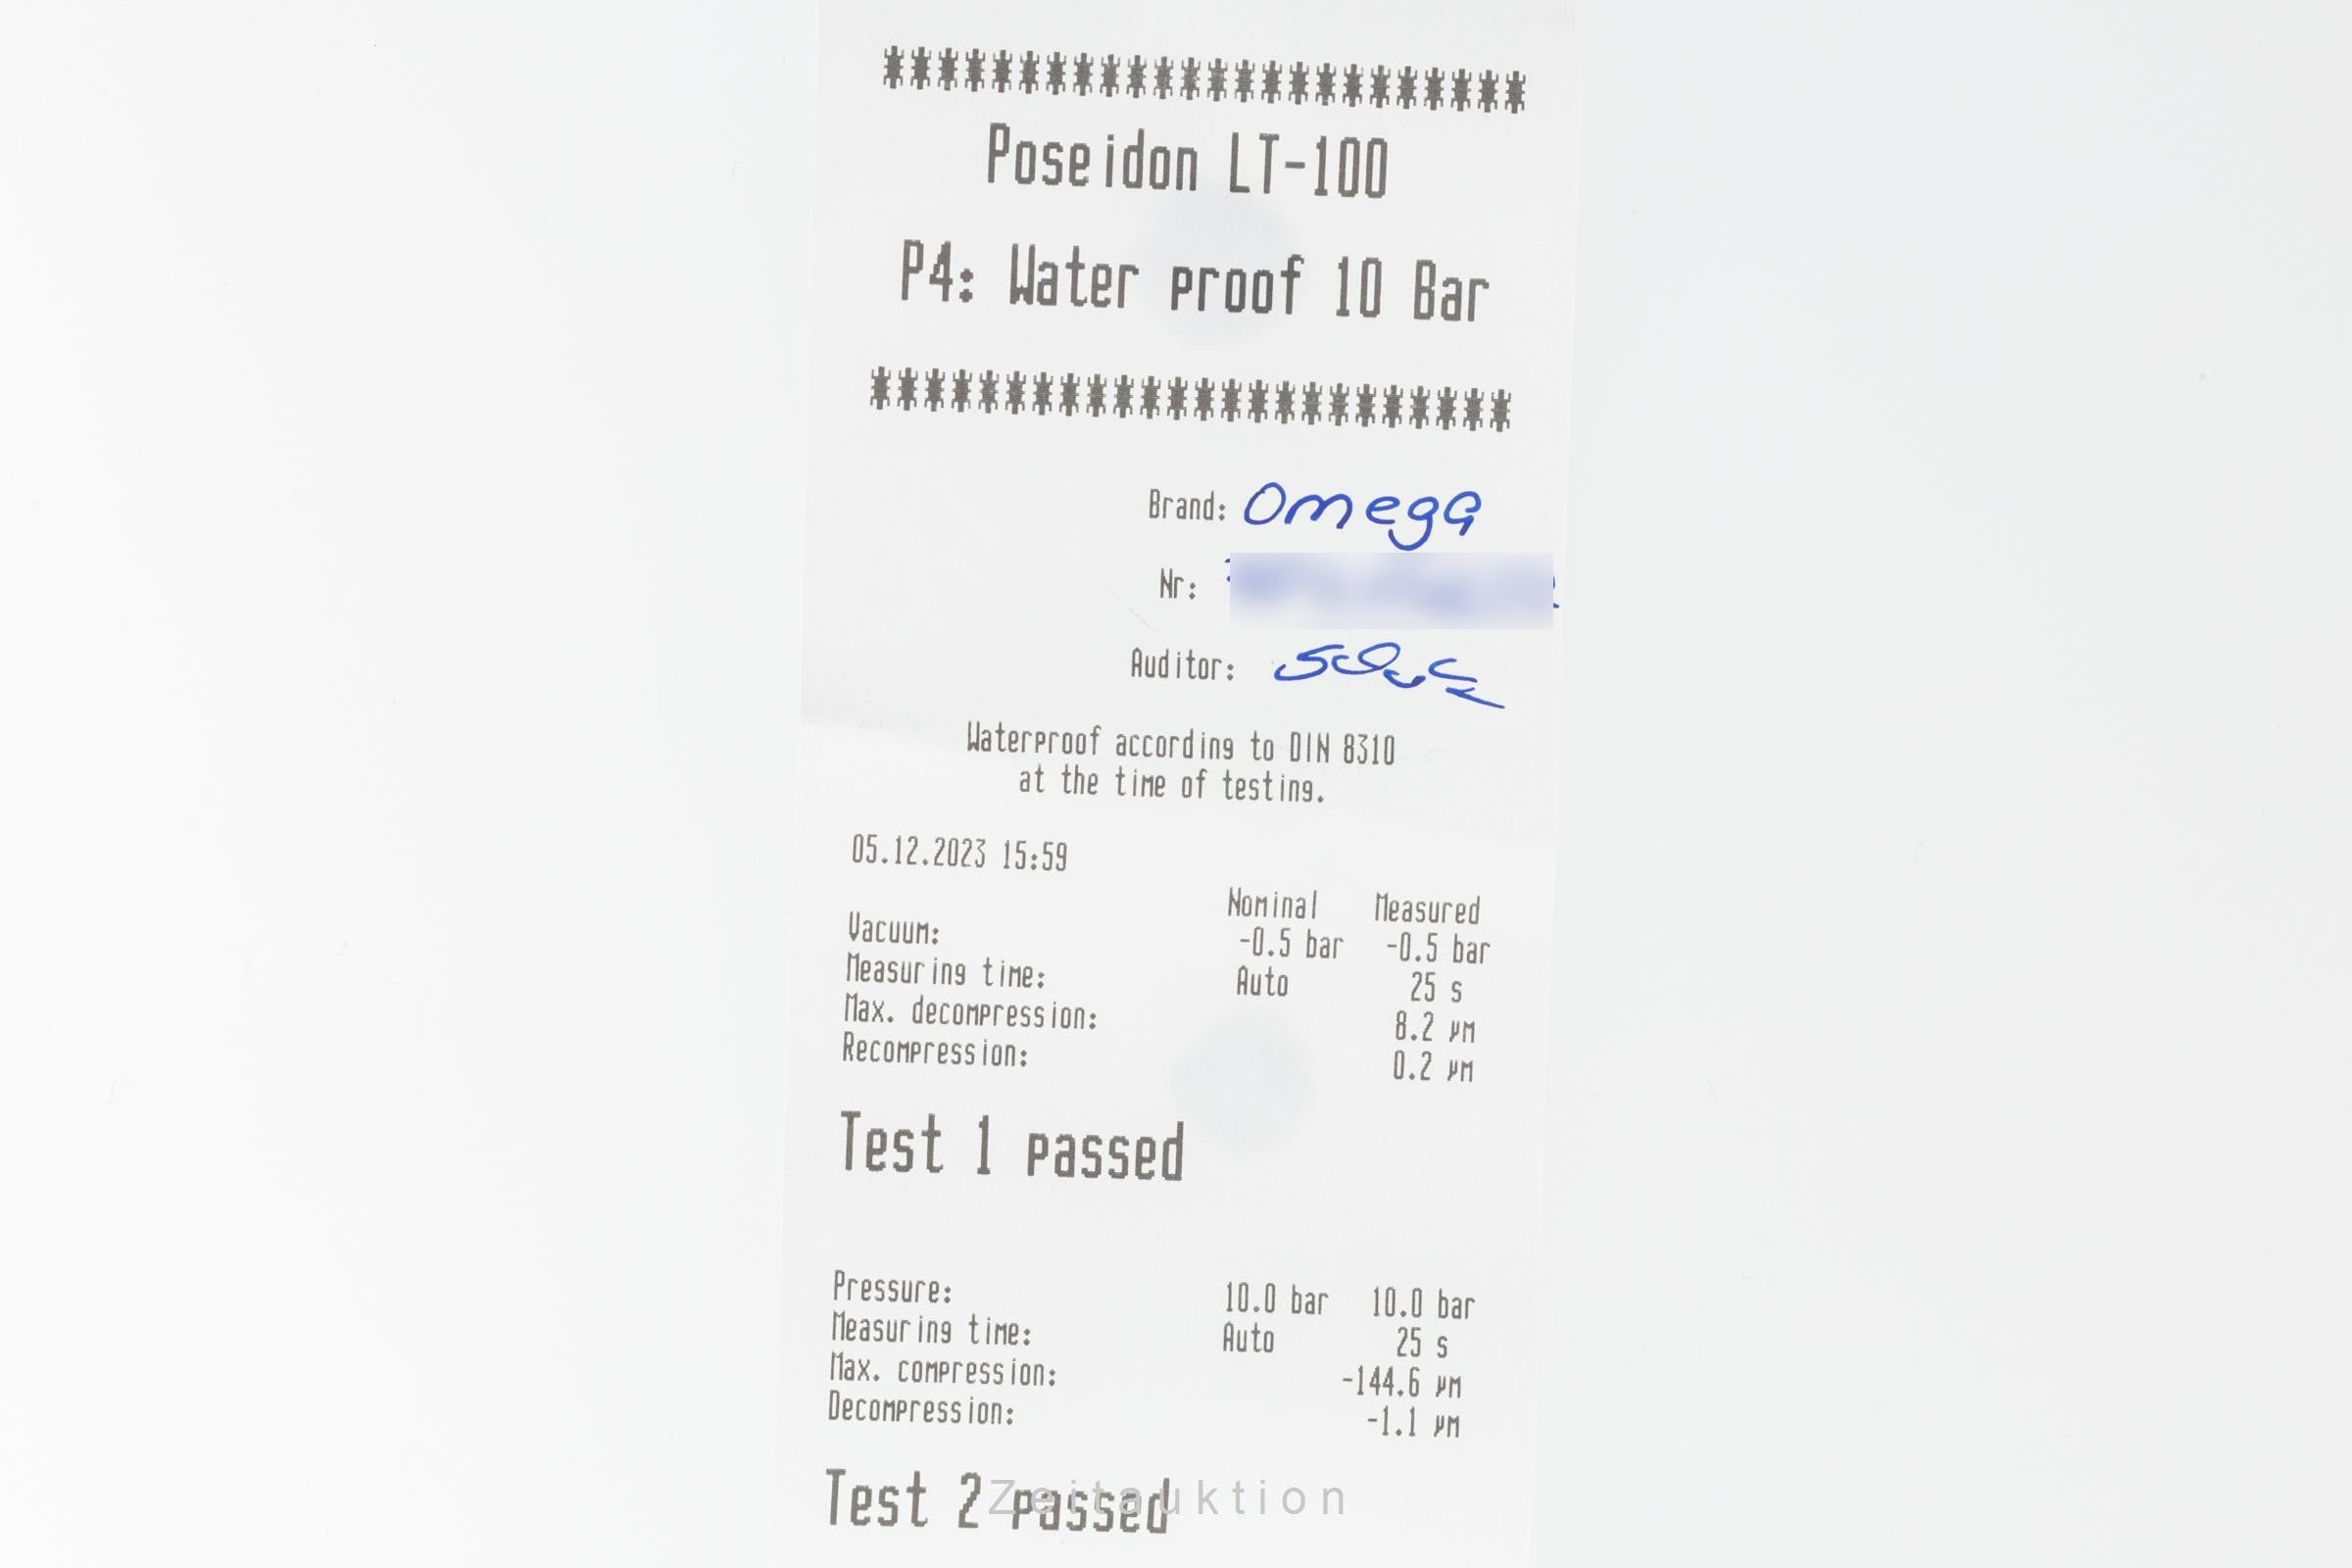 ************************
Poseidon LT-100
P4: Water proof 10 Bar
************************
Brand: Omega
Nr:
Auditor:
Waterproof according to DIN 8310
at the time of testing.
05.12.2023 15:59
Nominal Measured
Vacuum: -0.5 bar -0.5 bar
Measuring time: Auto 25 s
Max. decompression: 8.2 µm
Recompression: 0.2 µm
Test 1 passed
Pressure: 10.0 bar 10.0 bar
Measuring time: Auto 25 s
Max. compression: -144.6 µm
Decompression: -1.1 µm
Test 2 passed
Zeitauktion